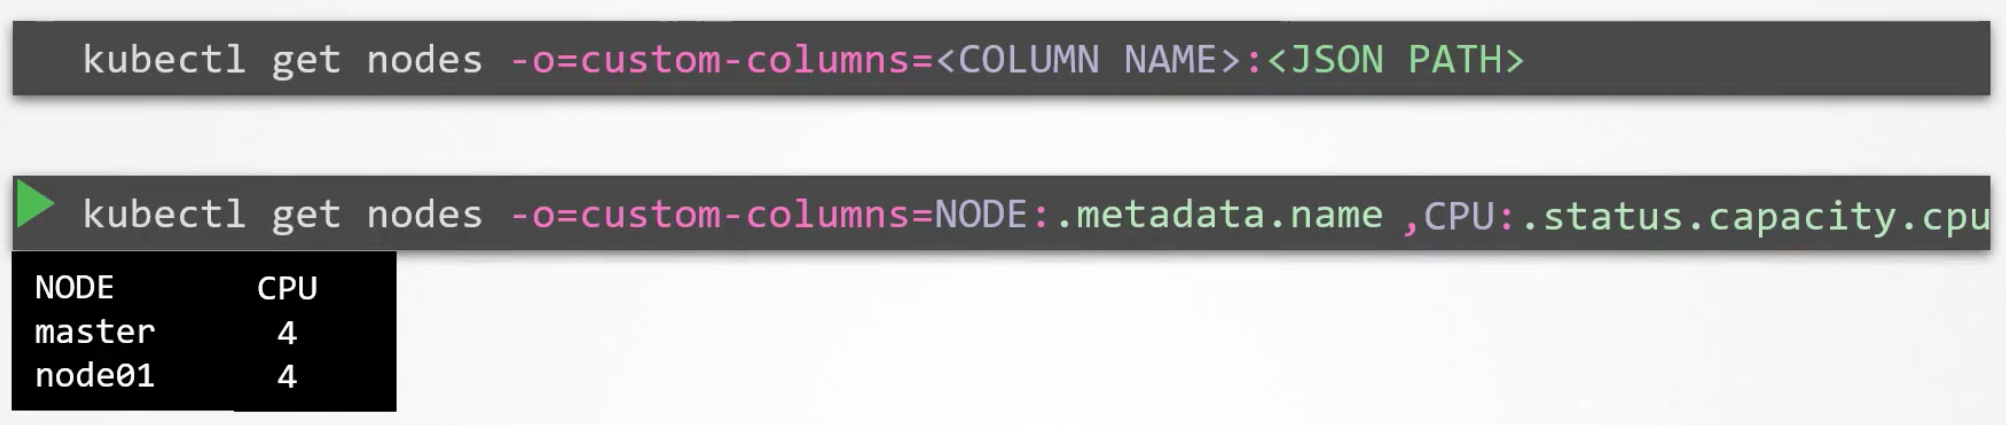 kubectl get nodes -o=custom-columns=<COLUMN NAME>:<JSON PATH>
kubectl get nodes -o=custom-columns=NODE:.metadata.name ,CPU:.status.capacity.cpu
NODE CPU
master 4
node01 4